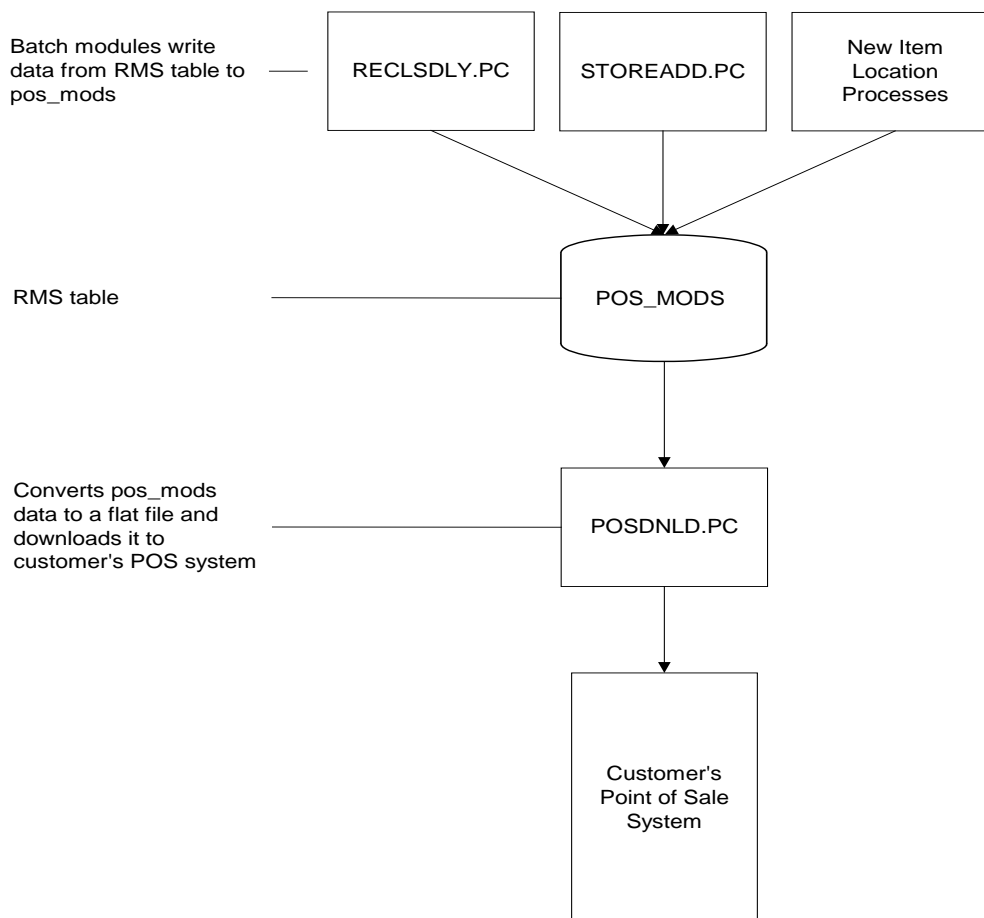 Batch modules write
data from RMS table to
pos_mods
RECLSDLY.PC
STOREADD.PC
New Item
Location
Processes
RMS table
POS_MODS
Converts pos_mods
data to a flat file and
downloads it to
customer's POS system
POSDNLD.PC
Customer's
Point of Sale
System